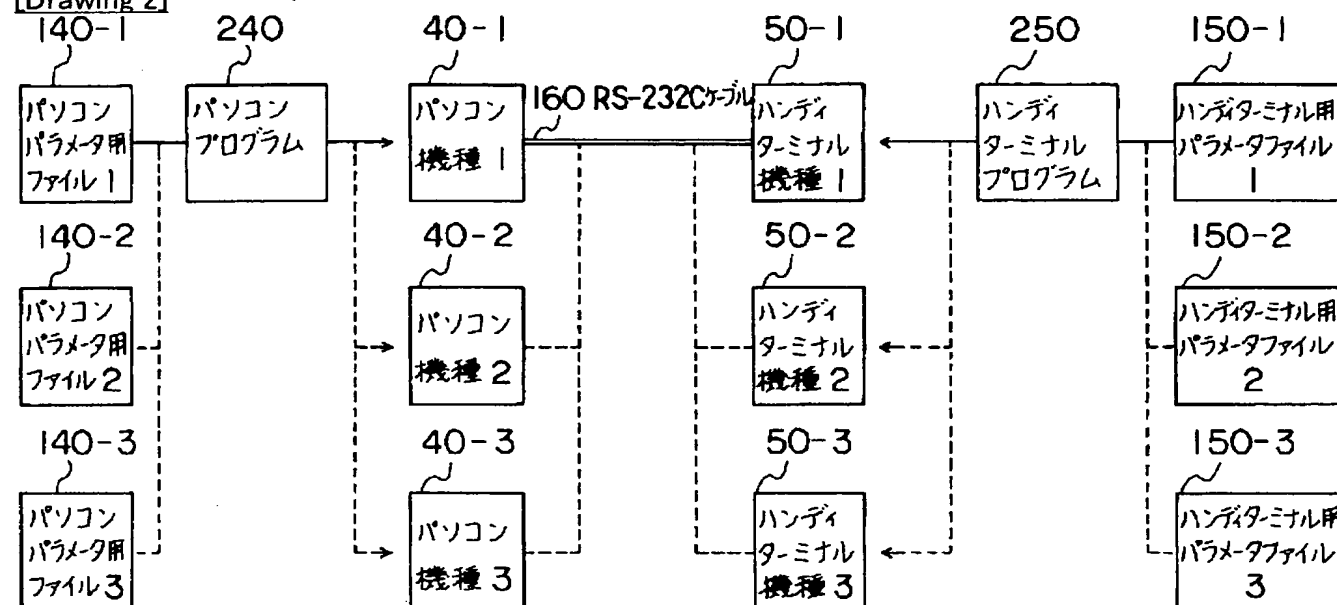 [Drawing 2]
140-1 240 40-1 50-1 250 150-1
パソコン
パラメータ用
ファイル1
パソコン
プログラム
パソコン
機種1
160 RS-232Cケーブル
ハンディ
ターミナル
機種1
ハンディ
ターミナル
プログラム
ハンディターミナル用
パラメータファイル
1
140-2 40-2 50-2 150-2
パソコン
パラメータ用
ファイル2
パソコン
機種2
ハンディ
ターミナル
機種2
ハンディターミナル用
パラメータファイル
2
140-3 40-3 50-3 150-3
パソコン
パラメータ用
ファイル3
パソコン
機種3
ハンディ
ターミナル
機種3
ハンディターミナル用
パラメータファイル
3